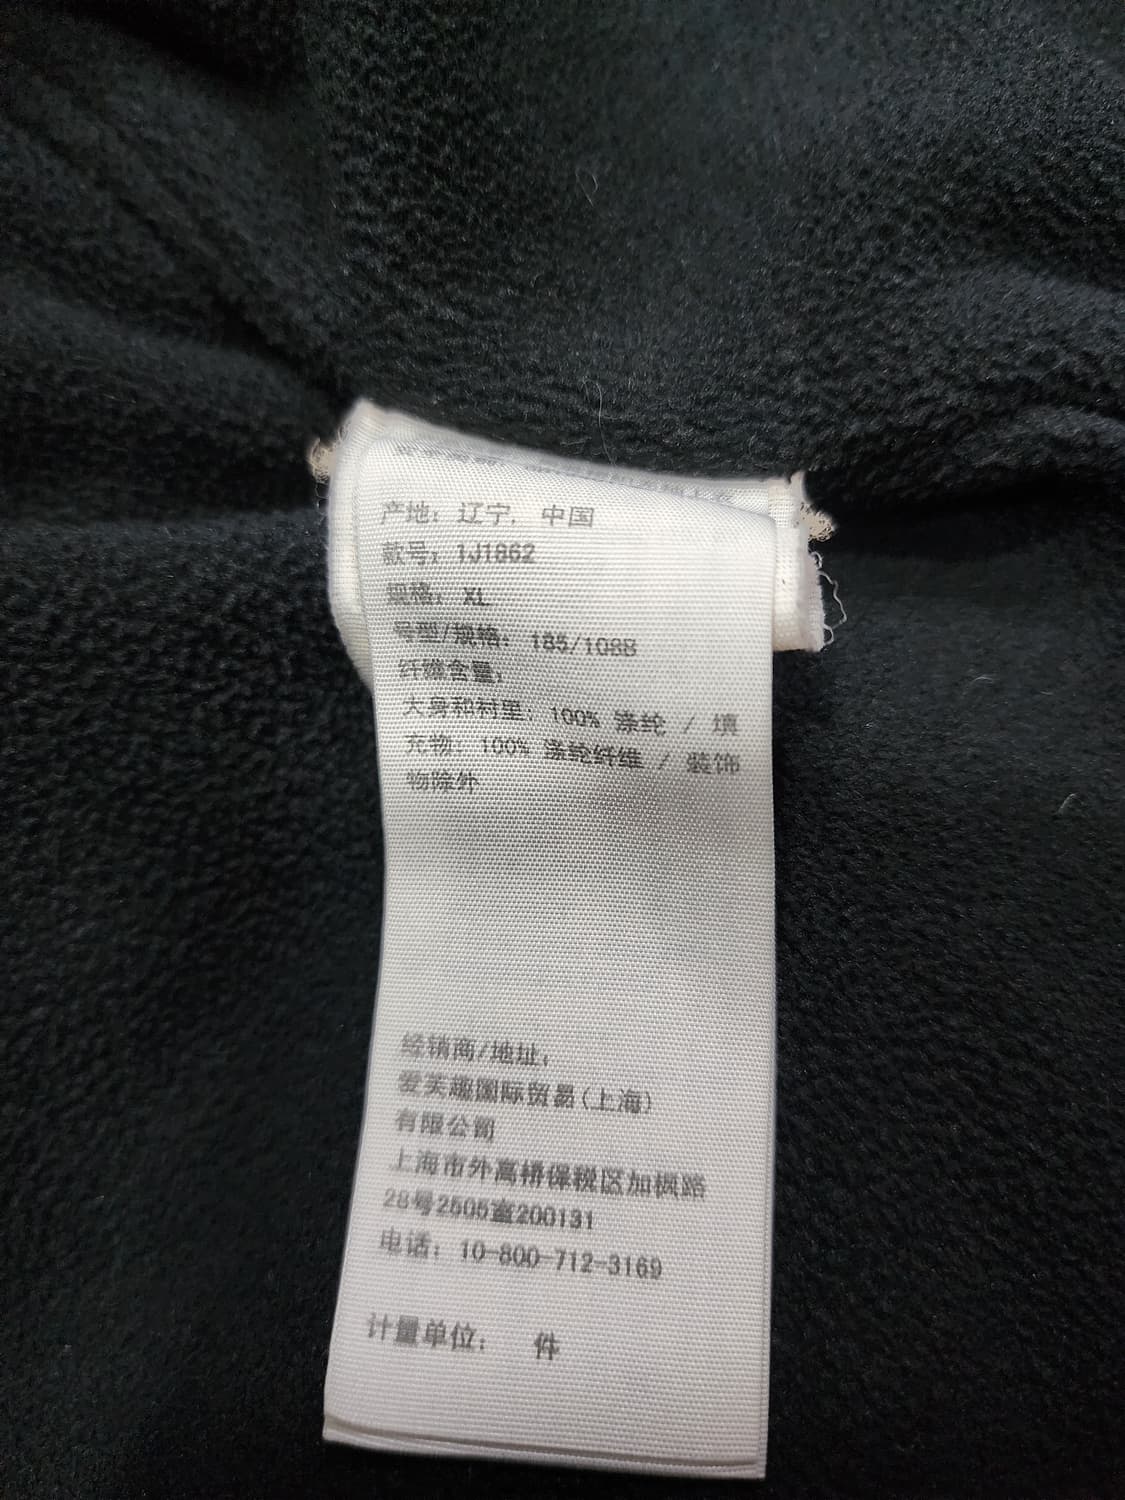 产地: 辽宁, 中国
款号: 1J1862
规格: XL
号型/规格: 185/108B
纤维含量:
大身和衬里: 100% 涤纶 / 填
充物: 100% 涤纶纤维 / 装饰
物除外
经销商/地址:
爱芙趣国际贸易(上海)
有限公司
上海市外高桥保税区加枫路
28号2505室200131
电话: 10-800-712-3169
计量单位: 件